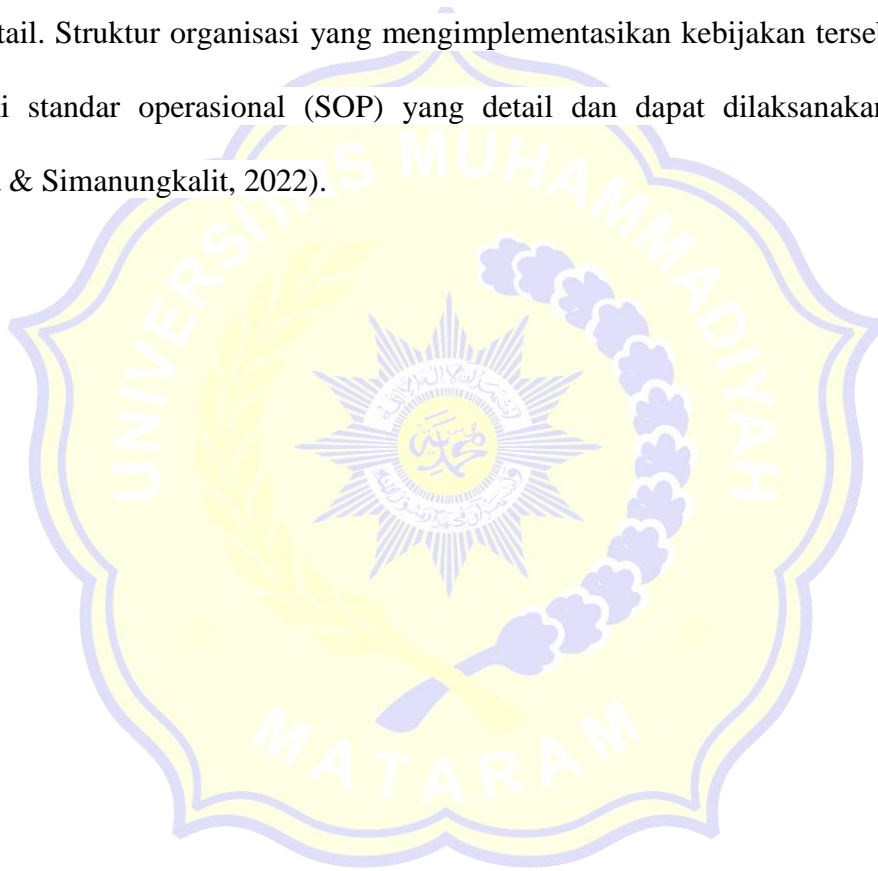 tail. Struktur organisasi yang mengimplementasikan kebijakan terseb
i standar operasional (SOP) yang detail dan dapat dilaksanakan
& Simanungkalit, 2022).
UNIVERSITAS MUHAMMADIYAH
MATARAM